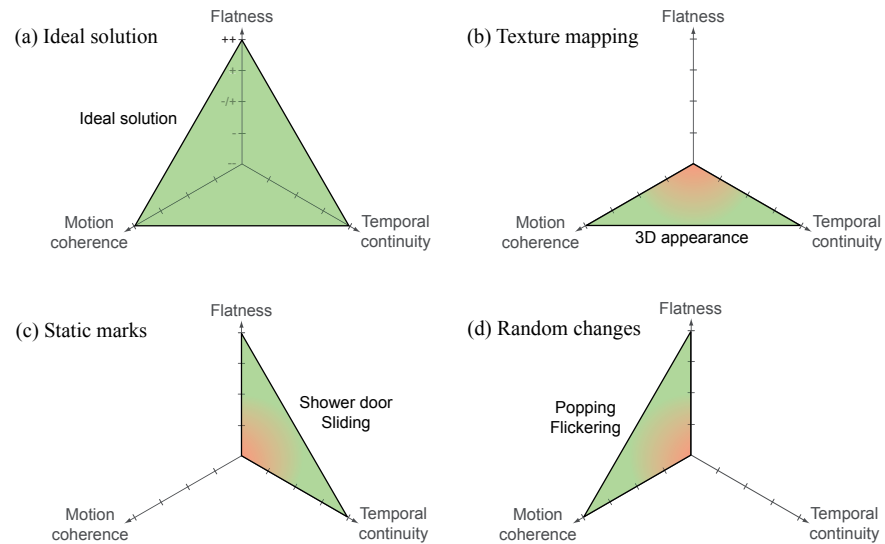 (a) Ideal solution
Flatness
++
+
-/+
-
--
Ideal solution
Motion
coherence
Temporal
continuity
(b) Texture mapping
Flatness
Motion
coherence
3D appearance
Temporal
continuity
(c) Static marks
Flatness
Shower door
Sliding
Motion
coherence
Temporal
continuity
(d) Random changes
Flatness
Popping
Flickering
Motion
coherence
Temporal
continuity